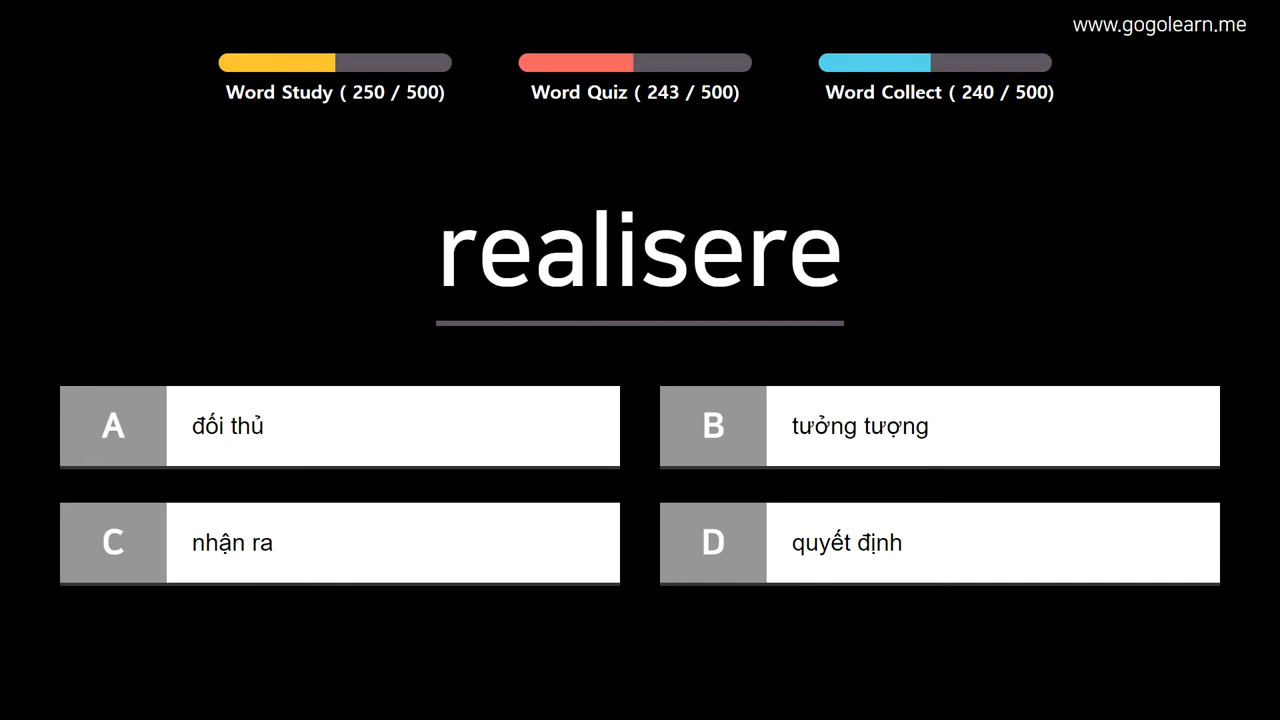 www.gogolearn.me
Word Study ( 250 / 500)
Word Quiz ( 243 / 500)
Word Collect ( 240 / 500)
realisere
A đối thủ
B tưởng tượng
C nhận ra
D quyết định